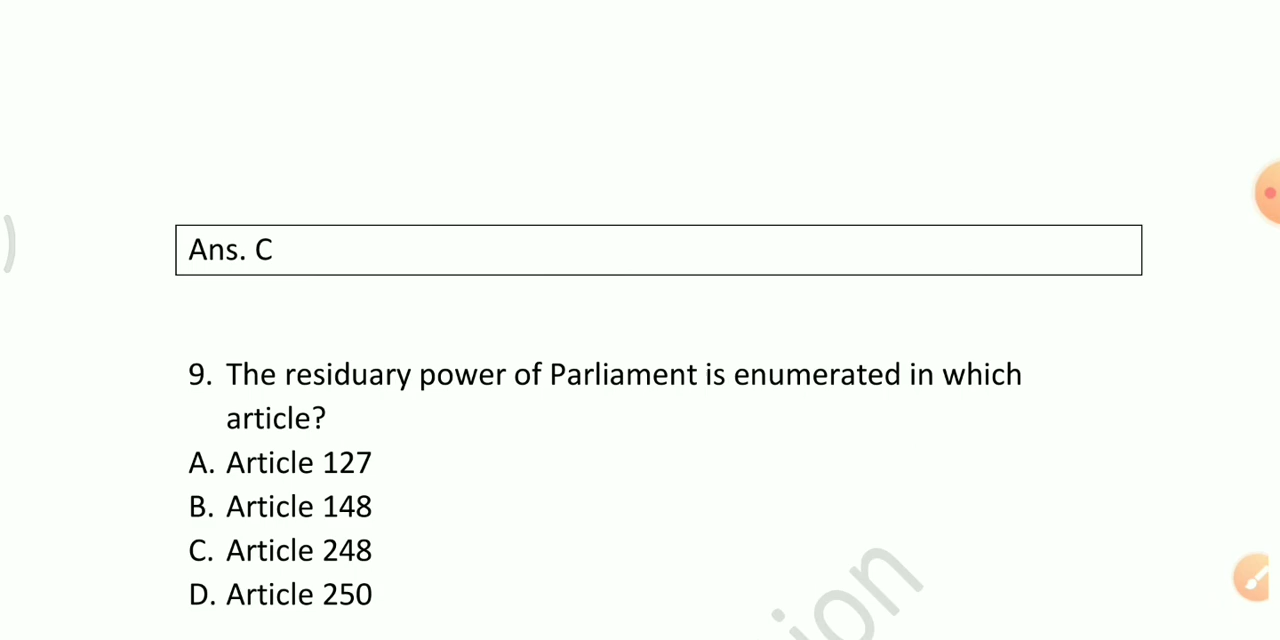 Ans. C
9. The residuary power of Parliament is enumerated in which
article?
A. Article 127
B. Article 148
C. Article 248
D. Article 250
ion